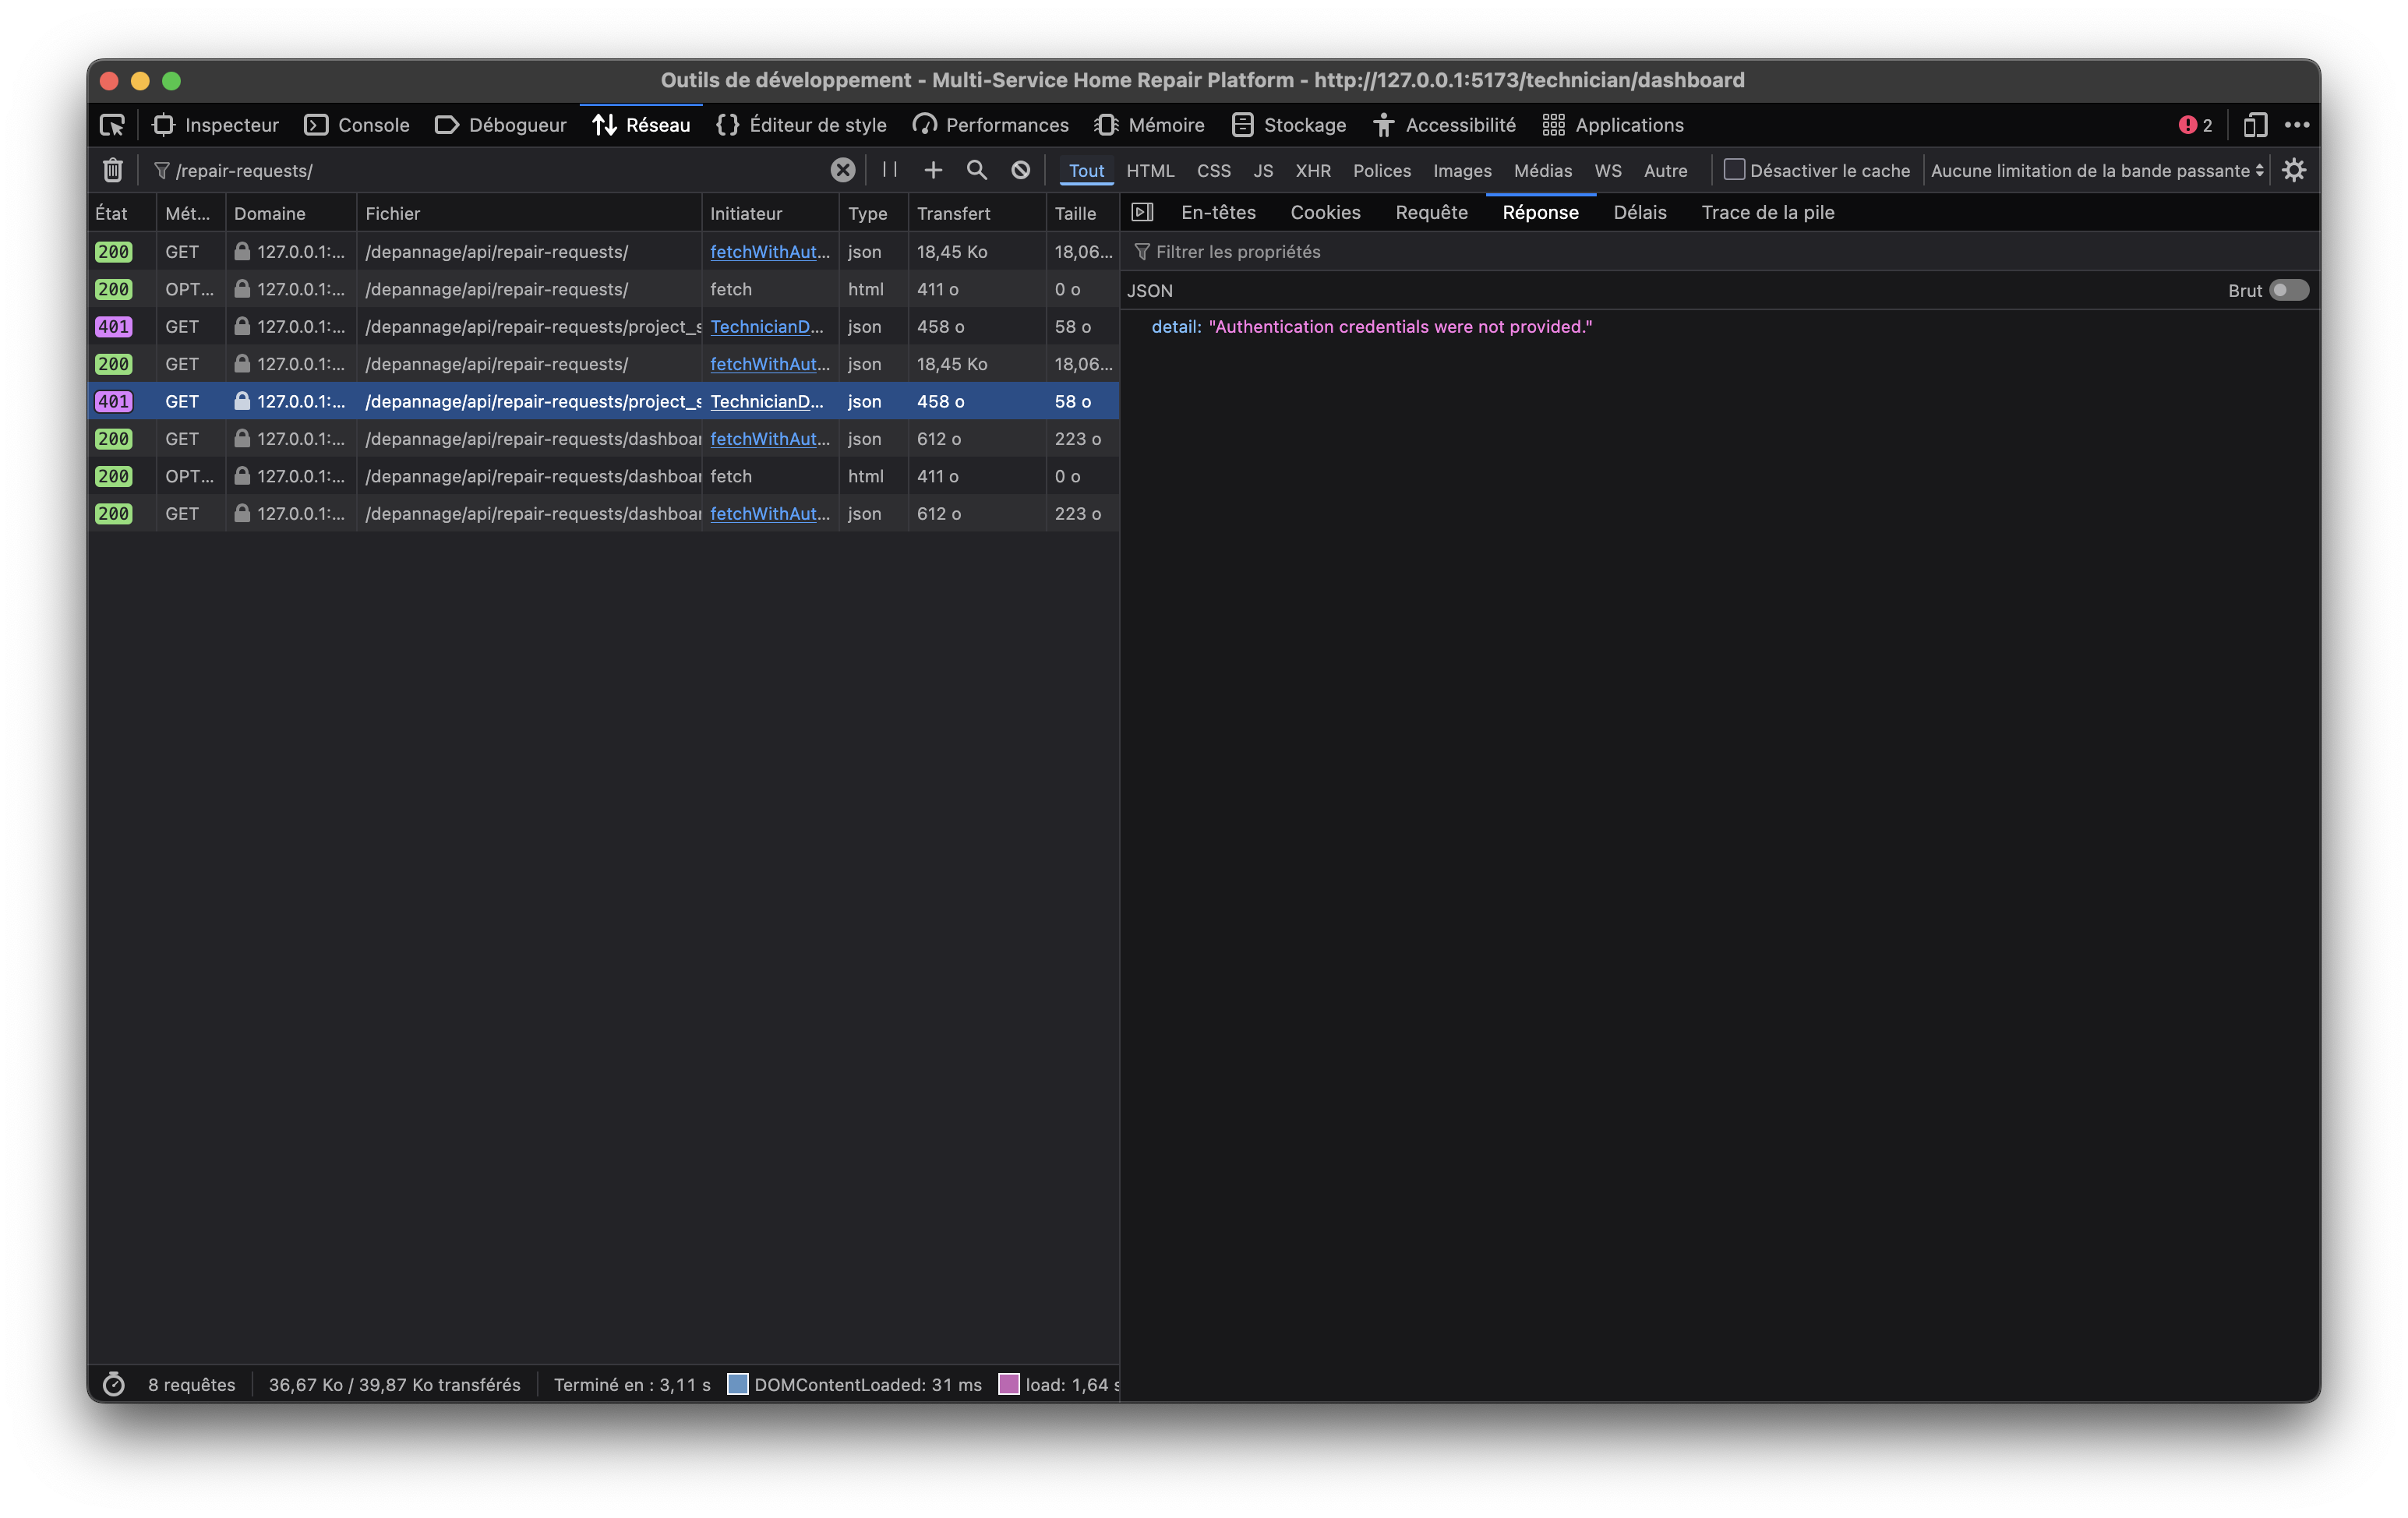 Outils de développement - Multi-Service Home Repair Platform - http://127.0.0.1:5173/technician/dashboard
Inspecteur Console Débogueur Réseau Éditeur de style Performances Mémoire Stockage Accessibilité Applications 2
/repair-requests/ Tout HTML CSS JS XHR Polices Images Médias WS Autre Désactiver le cache Aucune limitation de la bande passante
État Mét... Domaine Fichier Initiateur Type Transfert Taille
200 GET 127.0.0.1:... /depannage/api/repair-requests/ fetchWithAut... json 18,45 Ko 18,06...
200 OPT... 127.0.0.1:... /depannage/api/repair-requests/ fetch html 411 o 0 o
401 GET 127.0.0.1:... /depannage/api/repair-requests/project_s TechnicianD... json 458 o 58 o
200 GET 127.0.0.1:... /depannage/api/repair-requests/ fetchWithAut... json 18,45 Ko 18,06...
401 GET 127.0.0.1:... /depannage/api/repair-requests/project_s TechnicianD... json 458 o 58 o
200 GET 127.0.0.1:... /depannage/api/repair-requests/dashboar fetchWithAut... json 612 o 223 o
200 OPT... 127.0.0.1:... /depannage/api/repair-requests/dashboar fetch html 411 o 0 o
200 GET 127.0.0.1:... /depannage/api/repair-requests/dashboar fetchWithAut... json 612 o 223 o
En-têtes Cookies Requête Réponse Délais Trace de la pile
Filtrer les propriétés
JSON Brut
detail: "Authentication credentials were not provided."
8 requêtes 36,67 Ko / 39,87 Ko transférés Terminé en : 3,11 s DOMContentLoaded: 31 ms load: 1,64 s